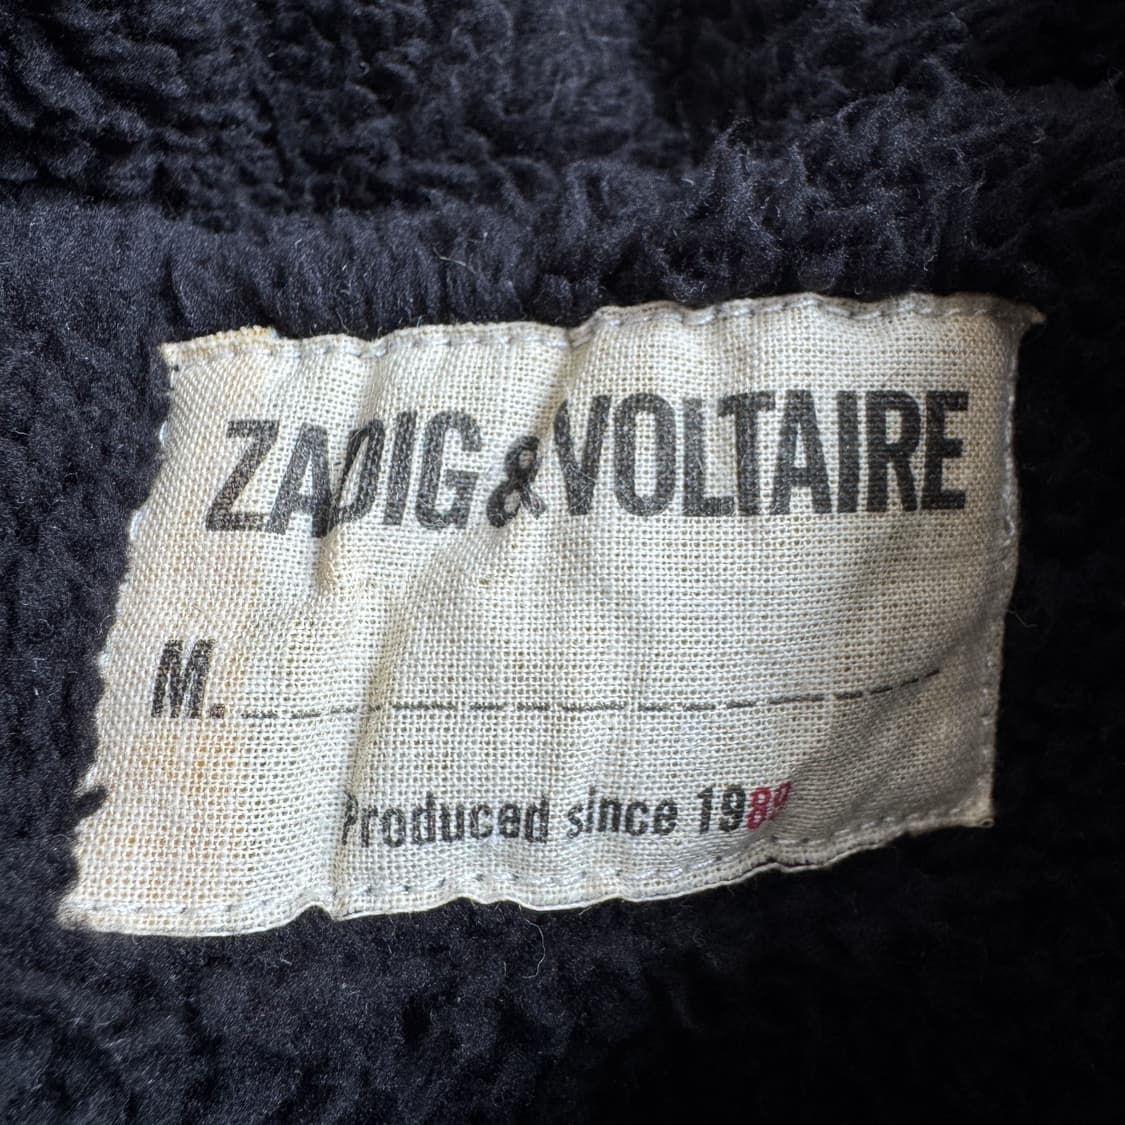 ZADIG&VOLTAIRE
M.
Produced since 1989